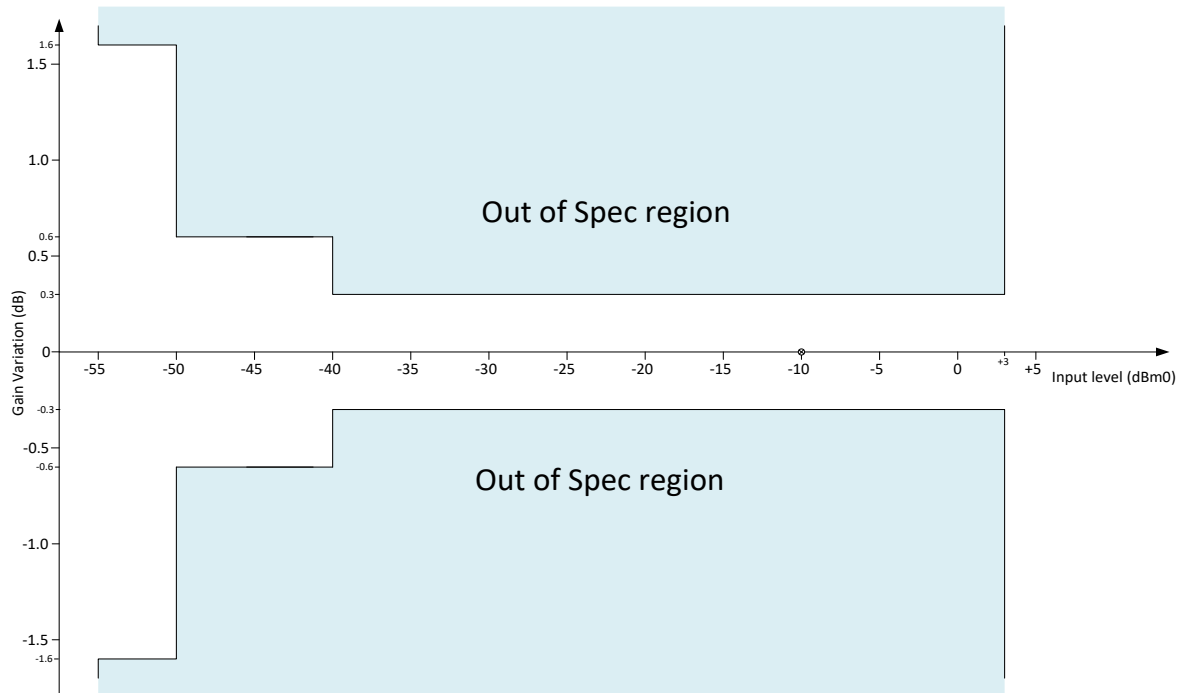 1.6
1.5
1.0
Out of Spec region
0.6
0.5
0.3
Gain Variation (dB)
0
-55 -50 -45 -40 -35 -30 -25 -20 -15 -10 -5 0 +3 +5
Input level (dBm0)
-0.3
-0.5
-0.6
Out of Spec region
-1.0
-1.5
-1.6